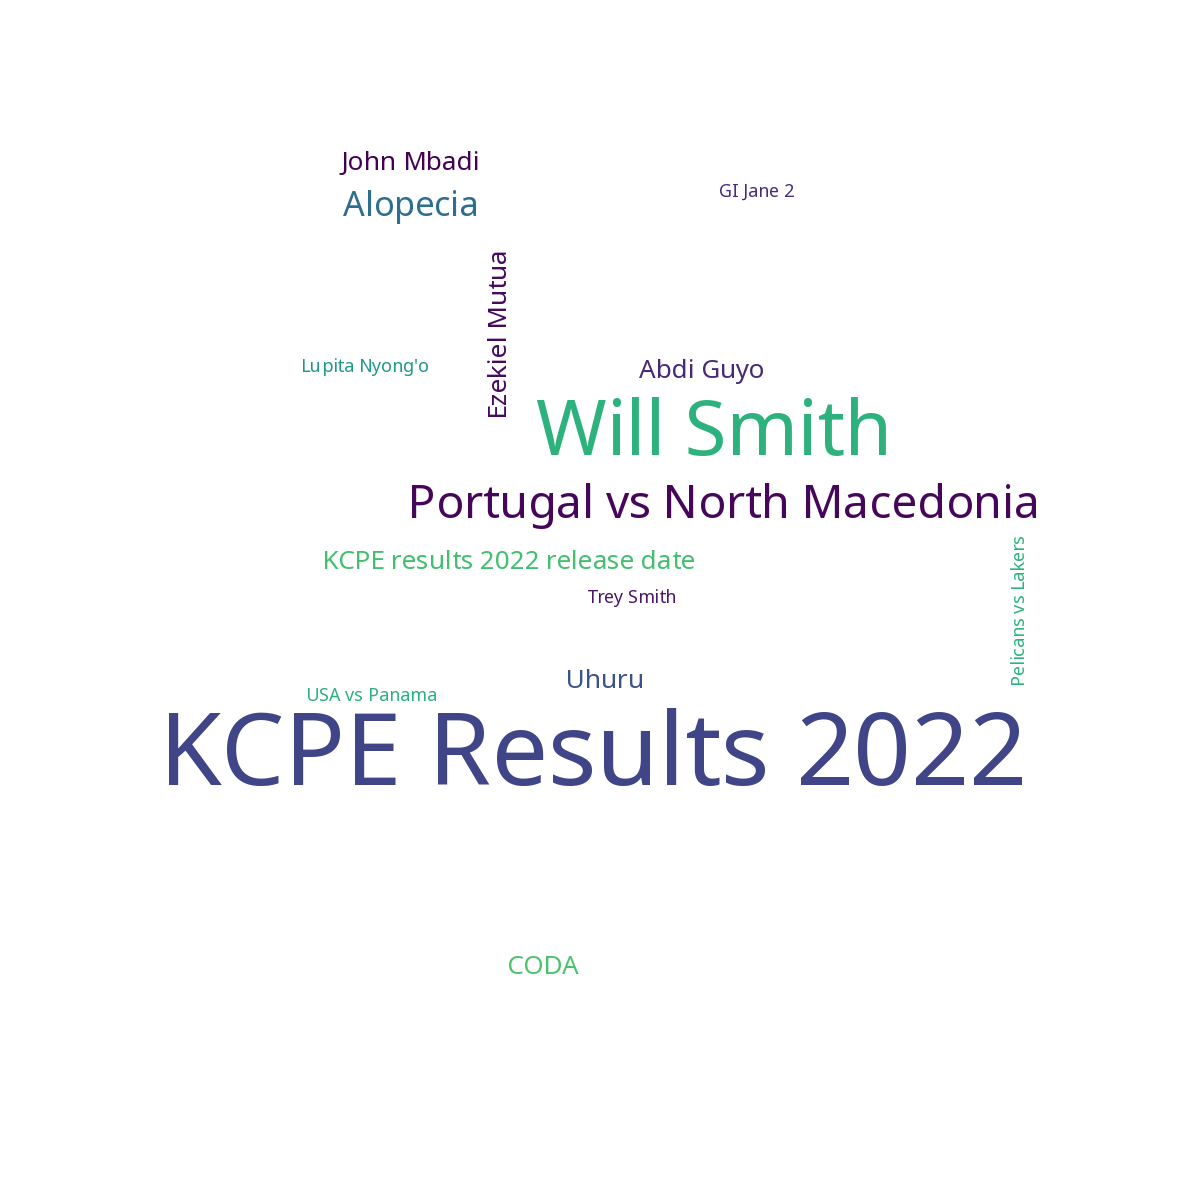 John Mbadi
Alopecia
GI Jane 2
Ezekiel Mutua
Lupita Nyong'o
Abdi Guyo
Will Smith
Portugal vs North Macedonia
KCPE results 2022 release date
Pelicans vs Lakers
Trey Smith
Uhuru
USA vs Panama
KCPE Results 2022
CODA